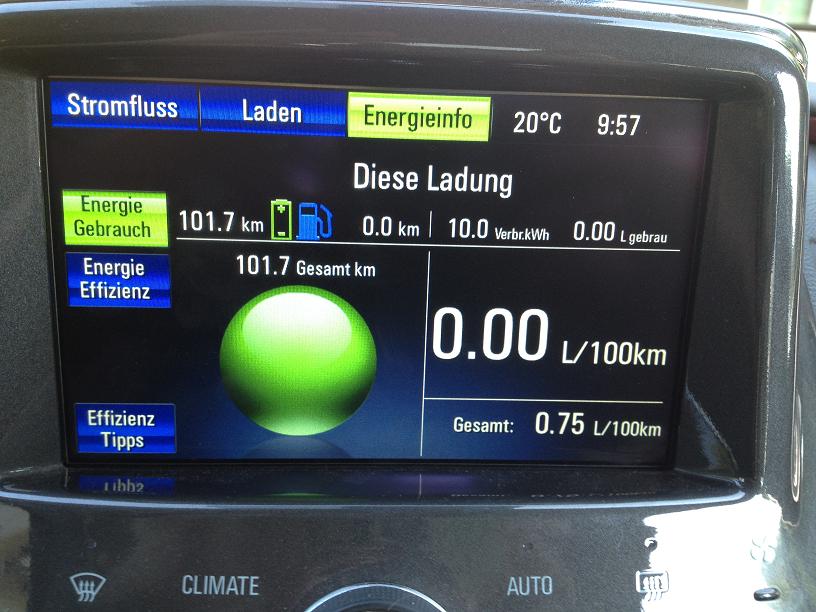 Stromfluss Laden Energieinfo 20°C 9:57
Diese Ladung
Energie
Gebrauch
101.7 km 0.0 km 10.0 Verbr.kWh 0.00 L gebrau
Energie
Effizienz
101.7 Gesamt km
0.00 L/100km
Effizienz
Tipps
Gesamt: 0.75 L/100km
CLIMATE AUTO